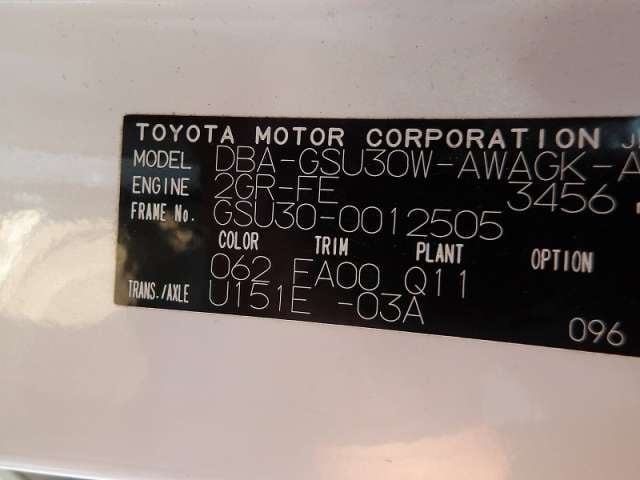 TOYOTA MOTOR CORPORATION
MODEL DBA-GSU30W-AWAGK-A
ENGINE 2GR-FE 3456
FRAME No. GSU30-0012505
COLOR TRIM PLANT OPTION
062 FA00 Q11
TRANS./AXLE U151E -03A
096